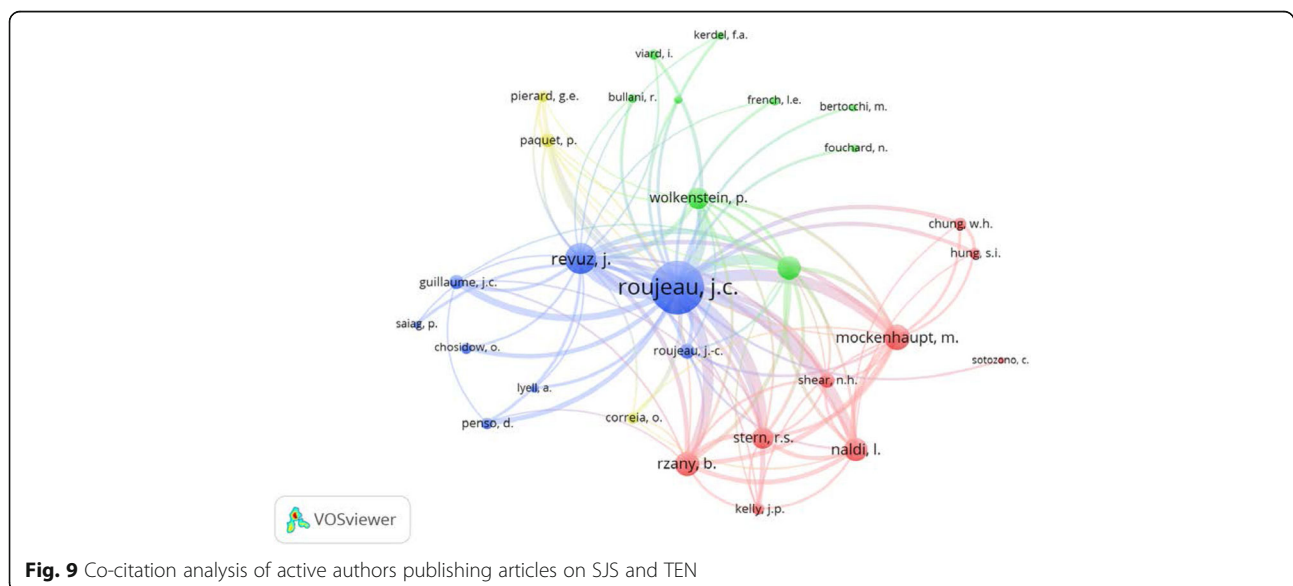 kerdel, f.a.
viard, i.
pierard, g.e.
bullani, r.
french, l.e.
bertocchi, m.
paquet, p.
fouchard, n.
wolkenstein, p.
chung, w.h.
hung, s.i.
revuz, j.
guillaume, j.c.
roujeau, j.c.
saiag, p.
mockenhaupt, m.
chosidow, o.
roujeau, j.-c.
sotozono, c.
shear, n.h.
lyell, a.
correia, o.
penso, d.
stern, r.s.
naldi, l.
rzany, b.
kelly, j.p.
VOSviewer
Fig. 9 Co-citation analysis of active authors publishing articles on SJS and TEN